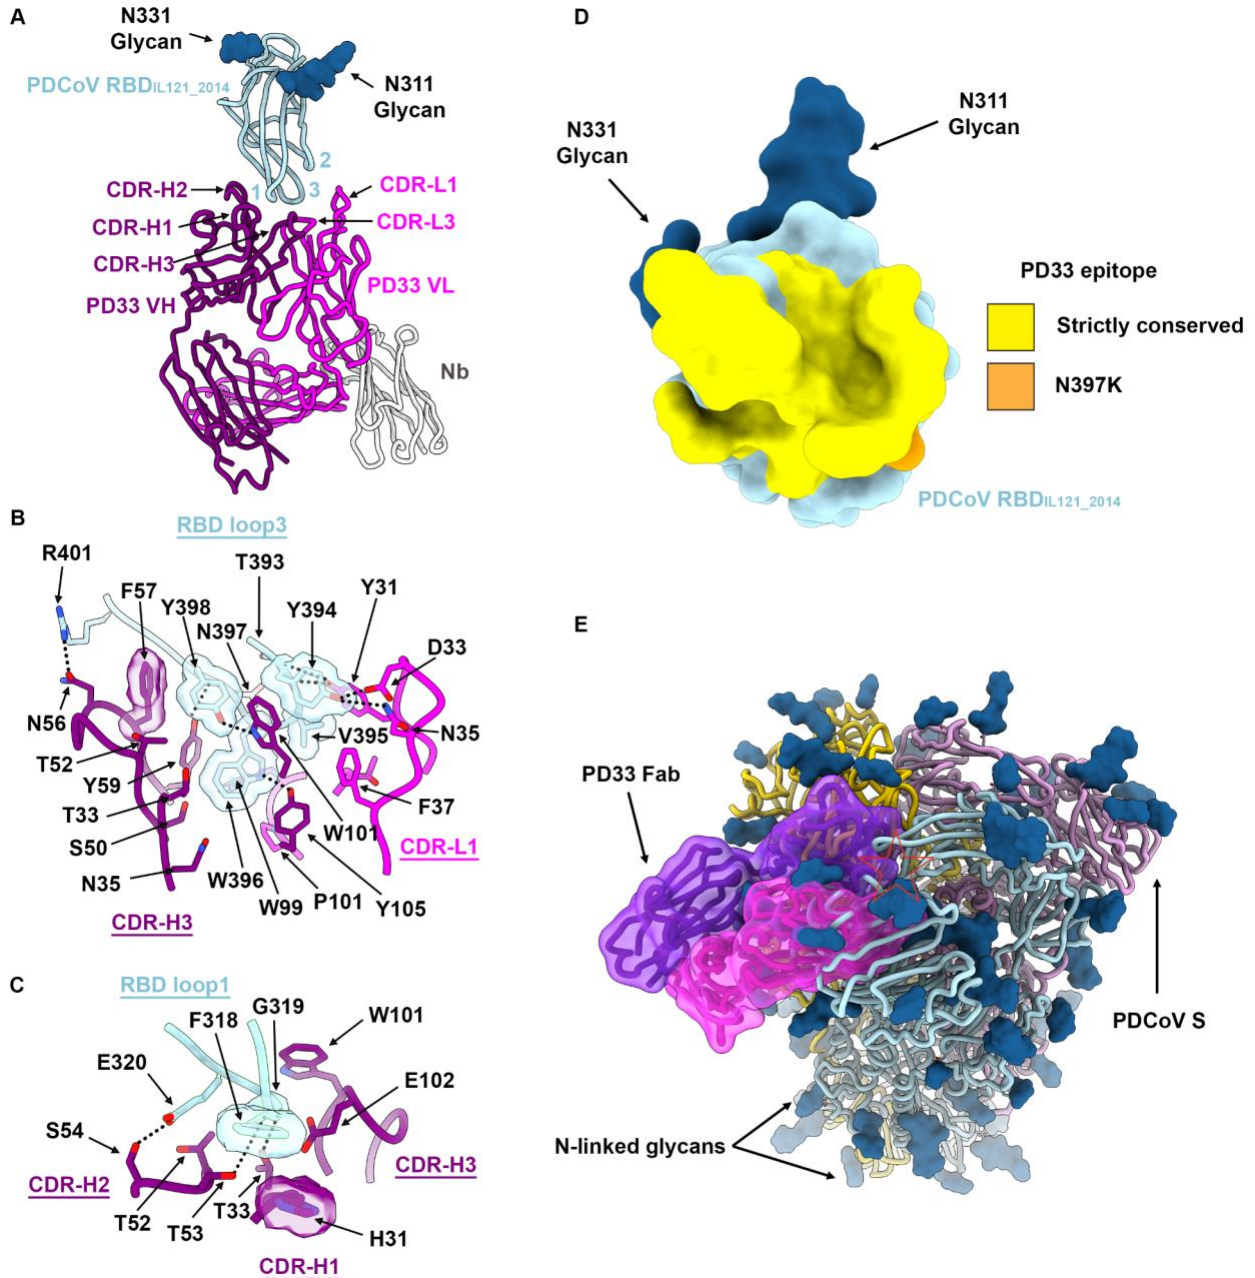 A
N331
Glycan
PDCoV RBDIL121_2014
N311
Glycan
2
1
3
CDR-H2
CDR-L1
CDR-H1
CDR-L3
CDR-H3
PD33 VH
PD33 VL
Nb
B
RBD loop3
R401
T393
F57
Y398
Y394
Y31
N397
D33
N56
N35
T52
V395
Y59
T33
F37
S50
W101
CDR-L1
N35
W396
P101
Y105
W99
CDR-H3
C
RBD loop1
G319
F318
W101
E320
E102
S54
CDR-H3
CDR-H2
T52
T33
T53
H31
CDR-H1
D
N311
Glycan
N331
Glycan
PD33 epitope
Strictly conserved
N397K
PDCoV RBDIL121_2014
E
PD33 Fab
PDCoV S
N-linked glycans